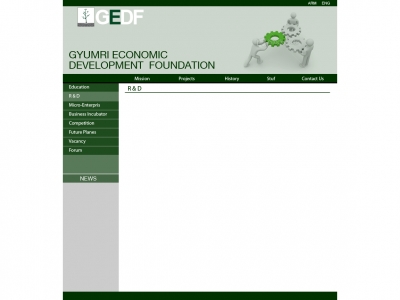 ARM ENG
GEDF
GYUMRI ECONOMIC
DEVELOPMENT FOUNDATION
Mission Projects History Stuf Contact Us
Education
R & D
R & D
Micro-Enterpris
Business Incubator
Competition
Future Planes
Vacancy
Forum
NEWS